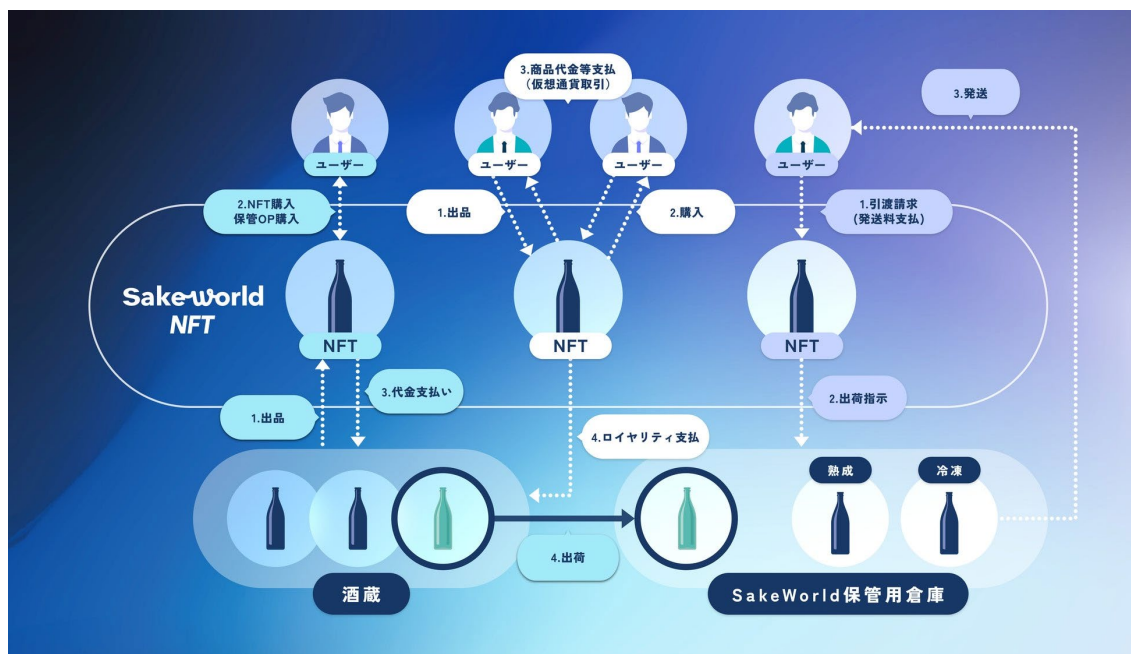 3.商品代金等支払
(仮想通貨取引)
3.発送
ユーザー
ユーザー
ユーザー
ユーザー
2.NFT購入
保管OP購入
1.出品
2.購入
1.引渡請求
(発送料支払)
Sake world
NFT
NFT
NFT
NFT
3.代金支払い
2.出荷指示
1.出品
4.ロイヤリティ支払
熟成
冷凍
4.出荷
酒蔵
SakeWorld保管用倉庫